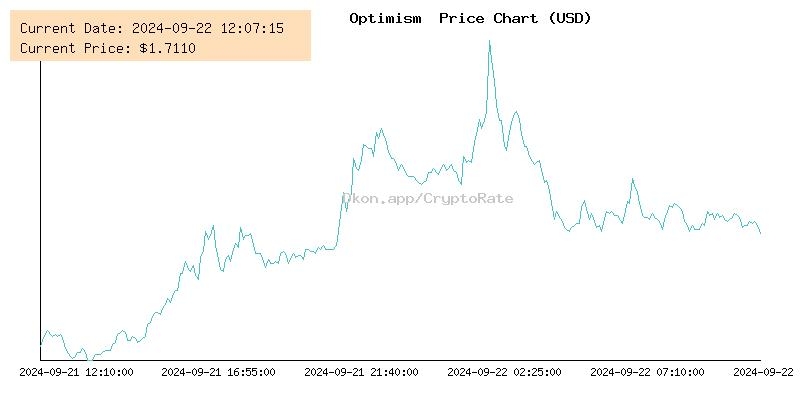 Optimism  Price Chart (USD)
Current Date: 2024-09-22 12:07:15
Current Price: $1.7110
Dkon.app/CryptoRate
2024-09-21 12:10:00 2024-09-21 16:55:00 2024-09-21 21:40:00 2024-09-22 02:25:00 2024-09-22 07:10:00 2024-09-22